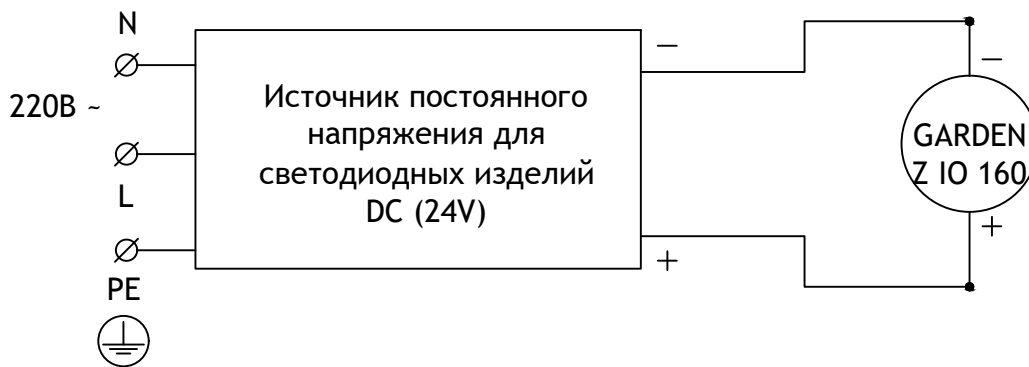 N
220В ~
L
PE
Источник постоянного
напряжения для
светодиодных изделий
DC (24V)
−
+
−
GARDEN
Z IO 160
+